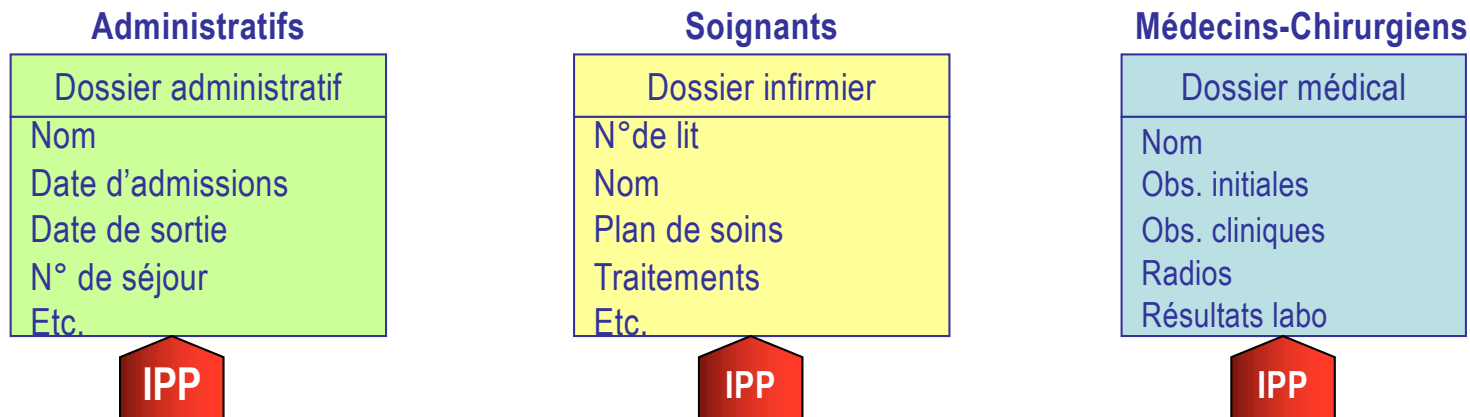 Administratifs
Dossier administratif
Nom
Date d’admissions
Date de sortie
N° de séjour
Etc.
IPP
Soignants
Dossier infirmier
N°de lit
Nom
Plan de soins
Traitements
Etc.
IPP
Médecins-Chirurgiens
Dossier médical
Nom
Obs. initiales
Obs. cliniques
Radios
Résultats labo
IPP